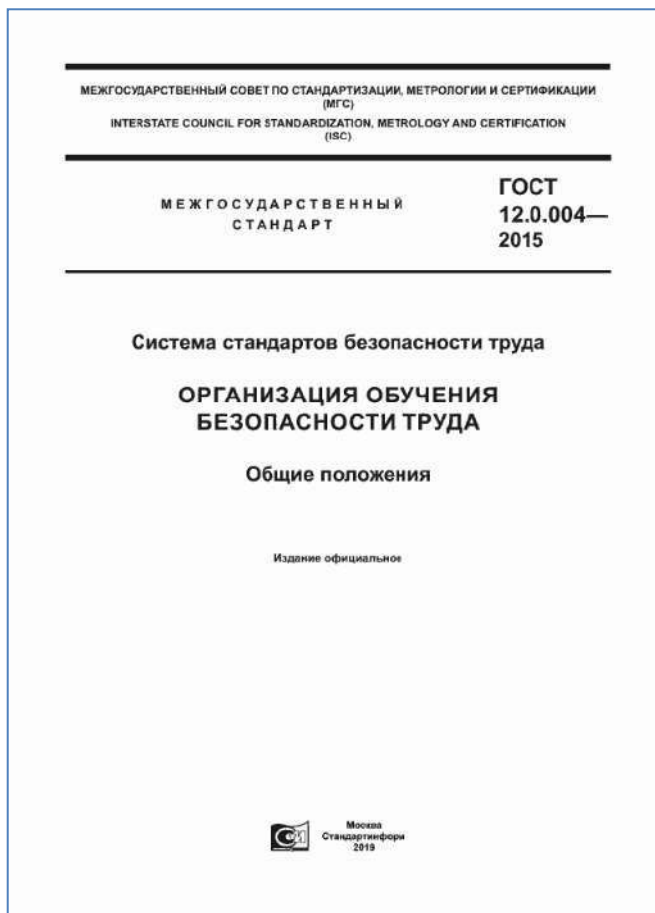 МЕЖГОСУДАРСТВЕННЫЙ СОВЕТ ПО СТАНДАРТИЗАЦИИ, МЕТРОЛОГИИ И СЕРТИФИКАЦИИ
(МГС)
INTERSTATE COUNCIL FOR STANDARDIZATION, METROLOGY AND CERTIFICATION
(ISC)
МЕЖГОСУДАРСТВЕННЫЙ
СТАНДАРТ
ГОСТ
12.0.004—
2015
Система стандартов безопасности труда
ОРГАНИЗАЦИЯ ОБУЧЕНИЯ
БЕЗОПАСНОСТИ ТРУДА
Общие положения
Издание официальное
Москва
Стандартинформ
2019